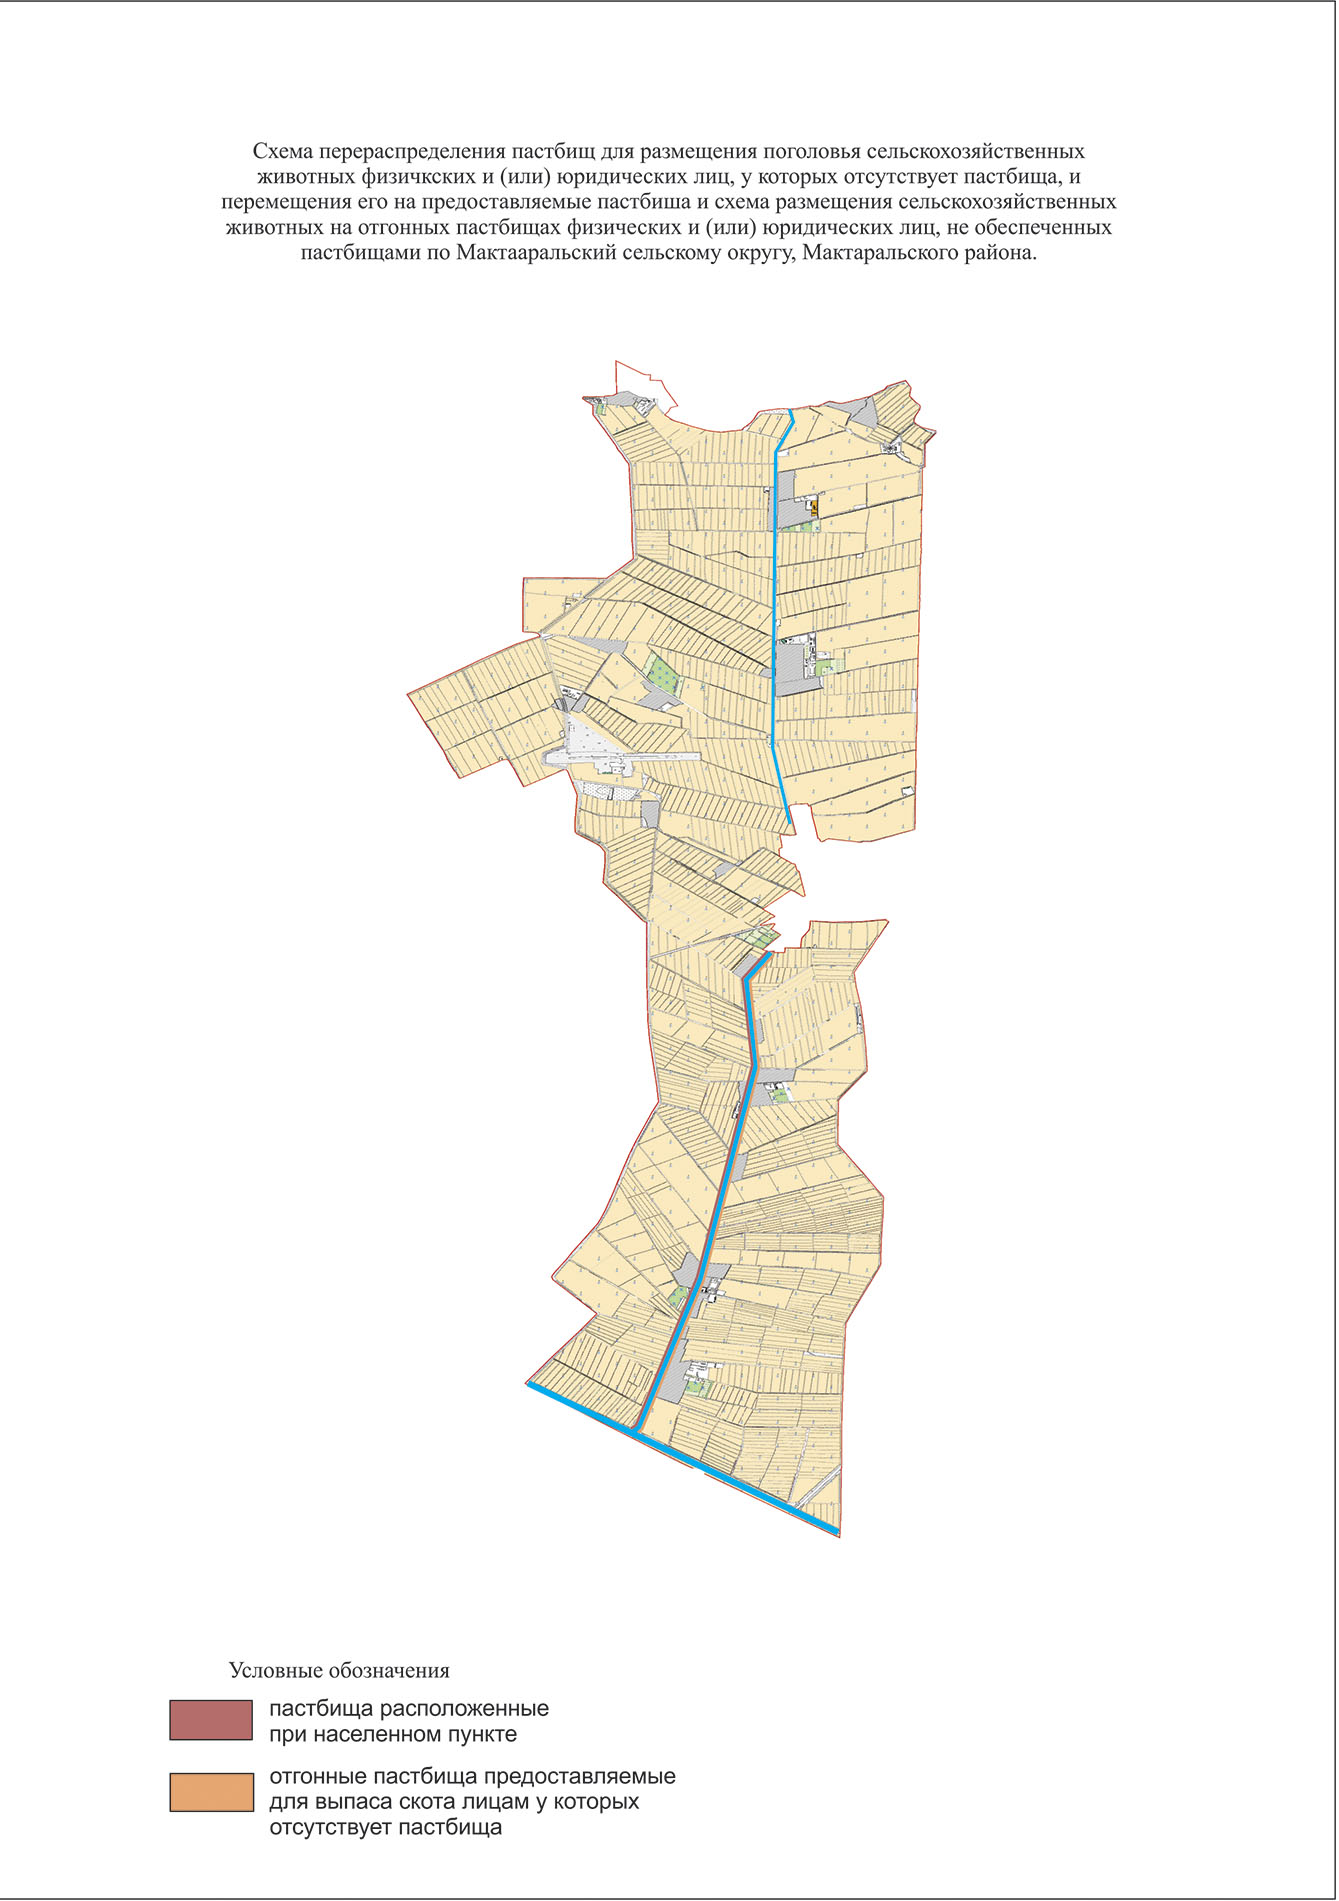 Схема перераспределения пастбищ для размещения поголовья сельскохозяйственных
животных физичкских и (или) юридических лиц, у которых отсутствует пастбища, и
перемещения его на предоставляемые пастбиша и схема размещения сельскохозяйственных
животных на отгонных пастбищах физических и (или) юридических лиц, не обеспеченных
пастбищами по Мактааральский сельскому округу, Мактаральского района.
Условные обозначения
пастбища расположенные
при населенном пункте
отгонные пастбища предоставляемые
для выпаса скота лицам у которых
отсутствует пастбища